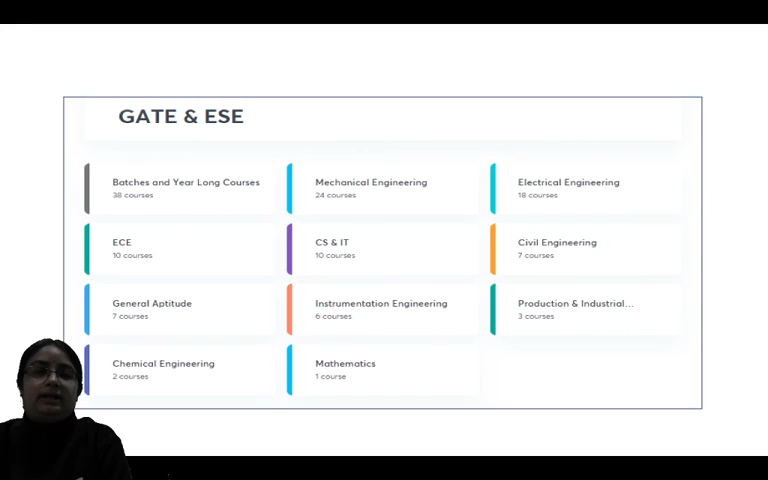 GATE & ESE
Batches and Year Long Courses
38 courses
Mechanical Engineering
24 courses
Electrical Engineering
18 courses
ECE
10 courses
CS & IT
10 courses
Civil Engineering
7 courses
General Aptitude
7 courses
Instrumentation Engineering
6 courses
Production & Industrial...
3 courses
Chemical Engineering
2 courses
Mathematics
1 course